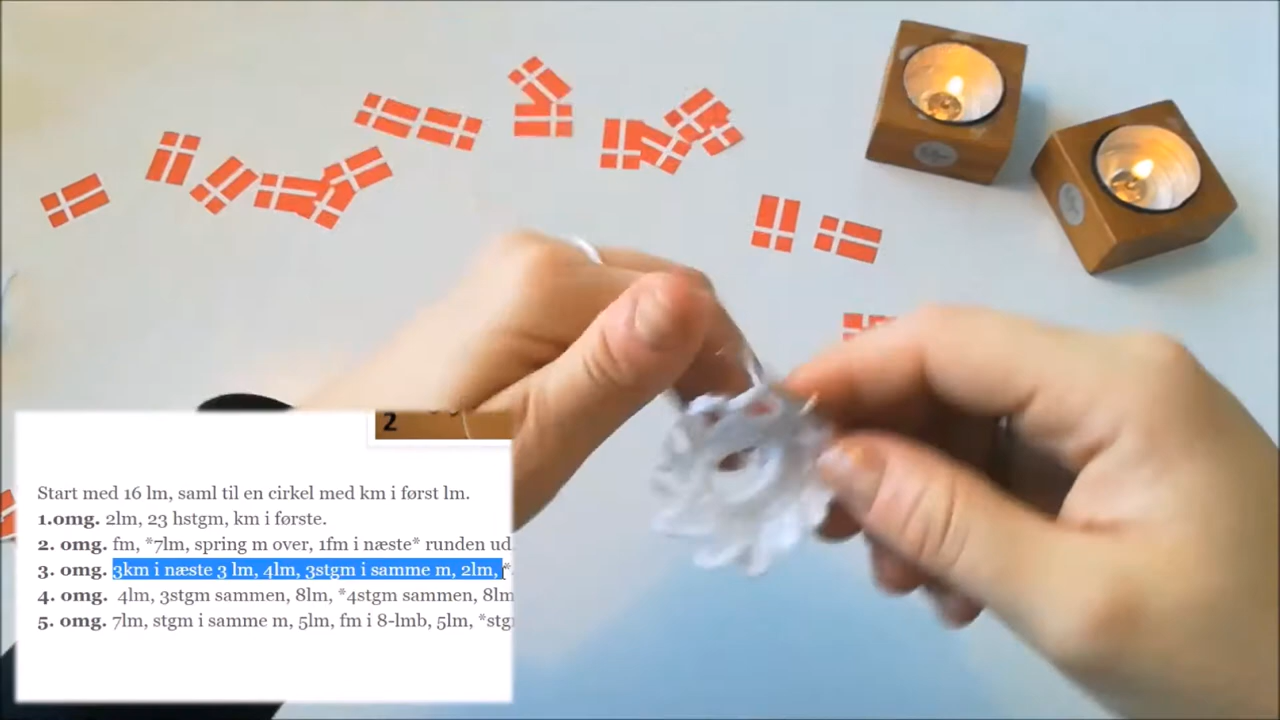 2
Start med 16 lm, saml til en cirkel med km i først lm.
1.omg. 2lm, 23 hstgm, km i første.
2. omg. fm, *7lm, spring m over, 1fm i næste* runden ud
3. omg. 3km i næste 3 lm, 4lm, 3stgm i samme m, 2lm, *
4. omg. 4lm, 3stgm sammen, 8lm, *4stgm sammen, 8lm
5. omg. 7lm, stgm i samme m, 5lm, fm i 8-lmb, 5lm, *stg